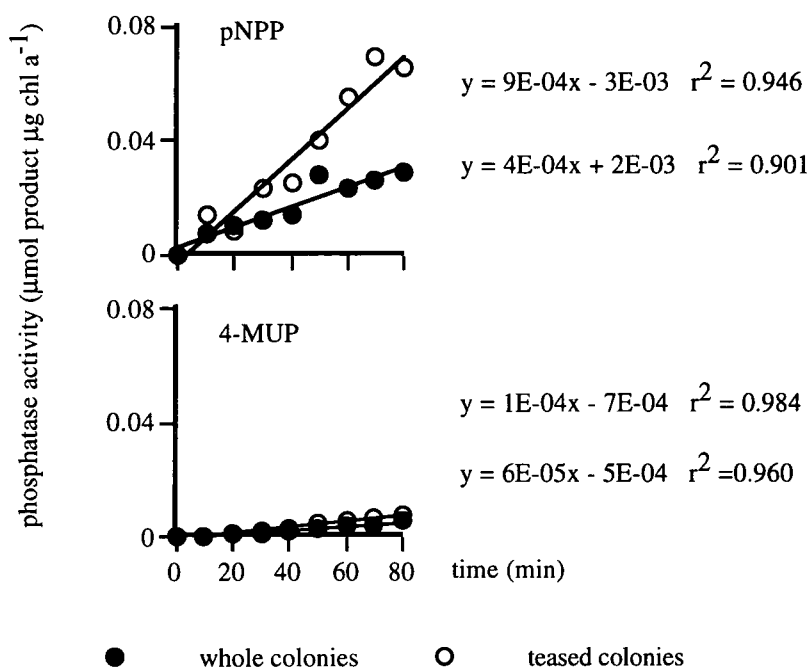 phosphatase activity (µmol product µg chl a⁻¹)
0.08
pNPP
0.04
0
y = 9E-04x - 3E-03 r² = 0.946
y = 4E-04x + 2E-03 r² = 0.901
0.08
4-MUP
0.04
0
y = 1E-04x - 7E-04 r² = 0.984
y = 6E-05x - 5E-04 r² =0.960
0 20 40 60 80 time (min)
whole colonies teased colonies